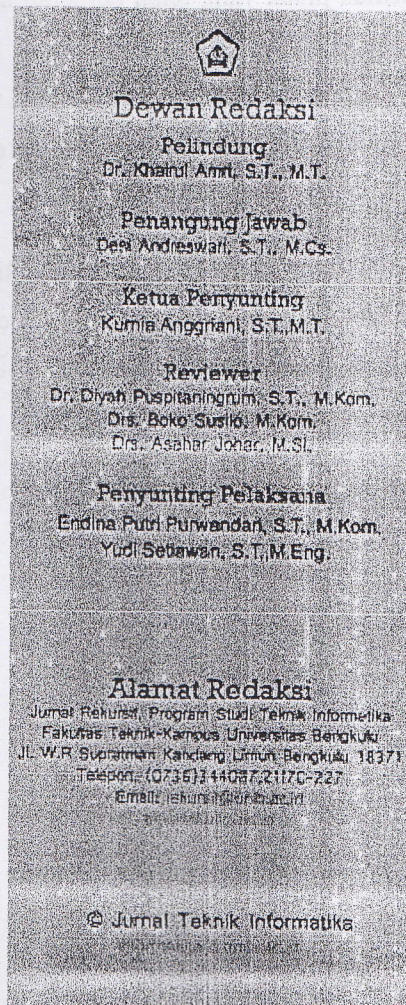 Dewan Redaksi
Pelindung
Dr. Khairul Amri, S.T., M.T.
Penangung Jawab
Desi Andreswari, S.T., M.Cs.
Ketua Penyunting
Kurnia Anggriani, S.T,M.T.
Reviewer
Dr. Diyah Puspitaningrum, S.T., M.Kom.
Drs. Boko Susilo, M.Kom.
Drs. Asahar Johar, M.Si.
Penyunting Pelaksana
Endina Putri Purwandari, S.T., M.Kom.
Yudi Setiawan, S.T,M.Eng.
Alamat Redaksi
Jurnal Rekursif, Program Studi Teknik Informatika
Fakultas Teknik-Kampus Universitas Bengkulu
JL. W.R Supratman Kandang Limun Bengkulu 18371
Telepon: (0736)344087,21170-227
Email:
© Jurnal Teknik Informatika